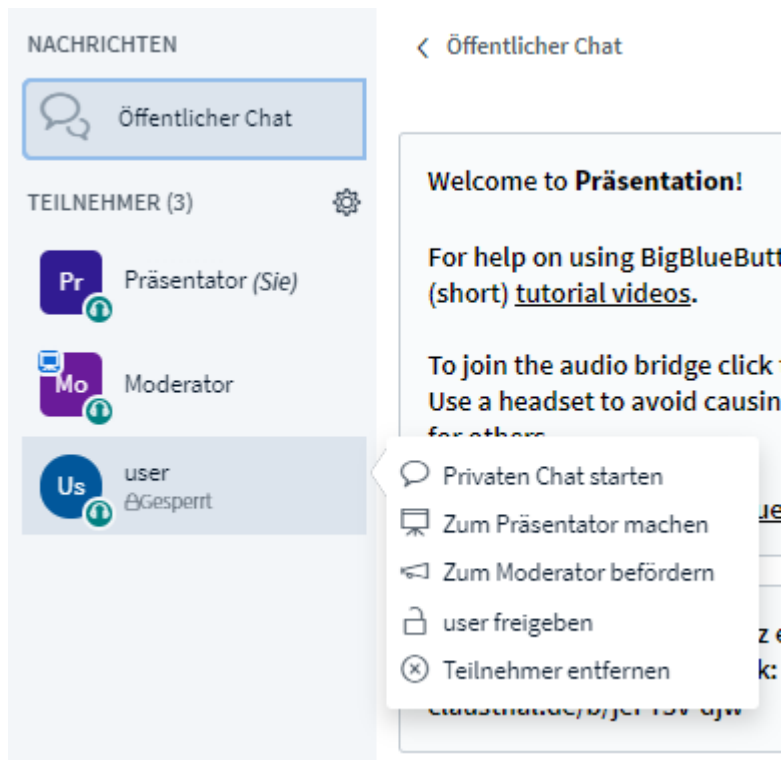 NACHRICHTEN
Öffentlicher Chat
TEILNEHMER (3)
Pr
Präsentator (Sie)
Mo
Moderator
Us
user
Gesperrt
Öffentlicher Chat
Welcome to Präsentation!
For help on using
(short) tutorial videos.
To join the audio bridge click
Use a headset to avoid
for others
Privaten Chat starten
Zum Präsentator machen
Zum Moderator befördern
user freigeben
Teilnehmer entfernen